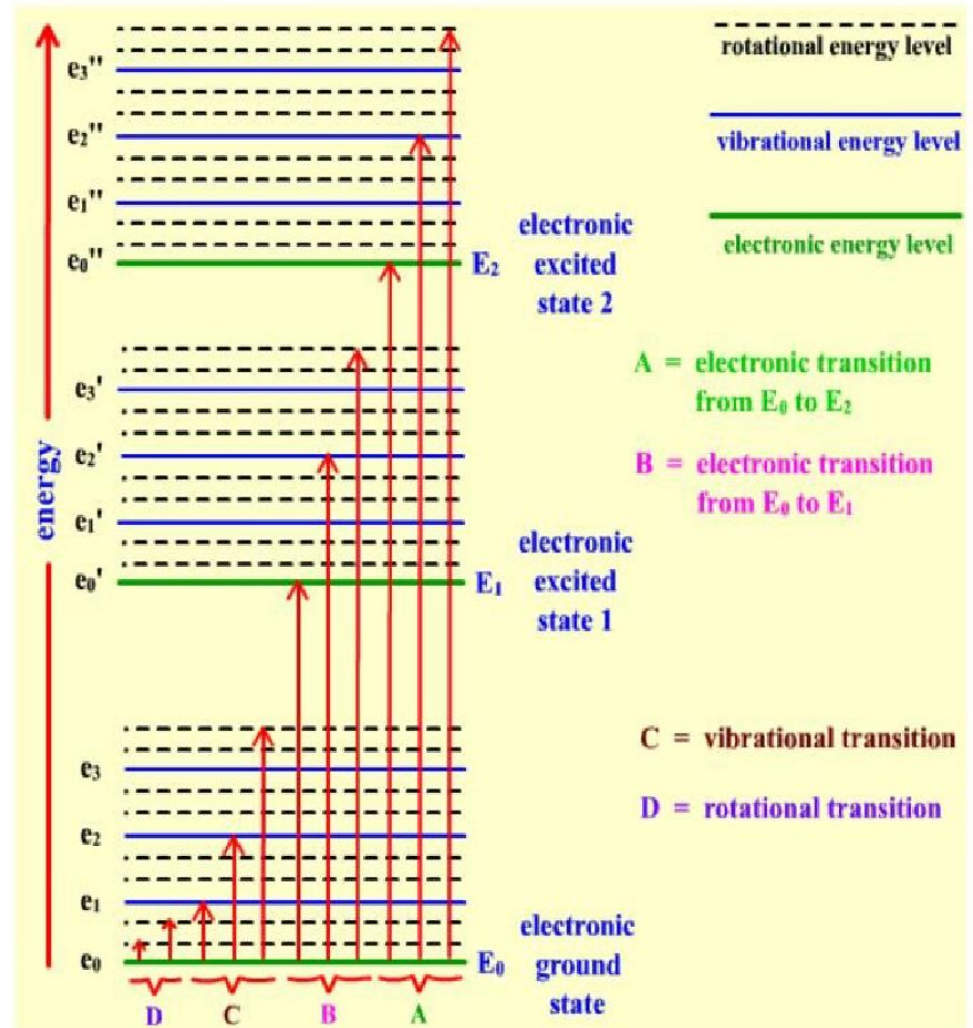 rotational energy level
vibrational energy level
electronic energy level
e₃"
e₂"
e₁"
e₀"
E₂
electronic
excited
state 2
A = electronic transition
from E₀ to E₂
B = electronic transition
from E₀ to E₁
energy
e₃'
e₂'
e₁'
e₀'
E₁
electronic
excited
state 1
C = vibrational transition
D = rotational transition
e₃
e₂
e₁
e₀
E₀
electronic
ground
state
D C B A